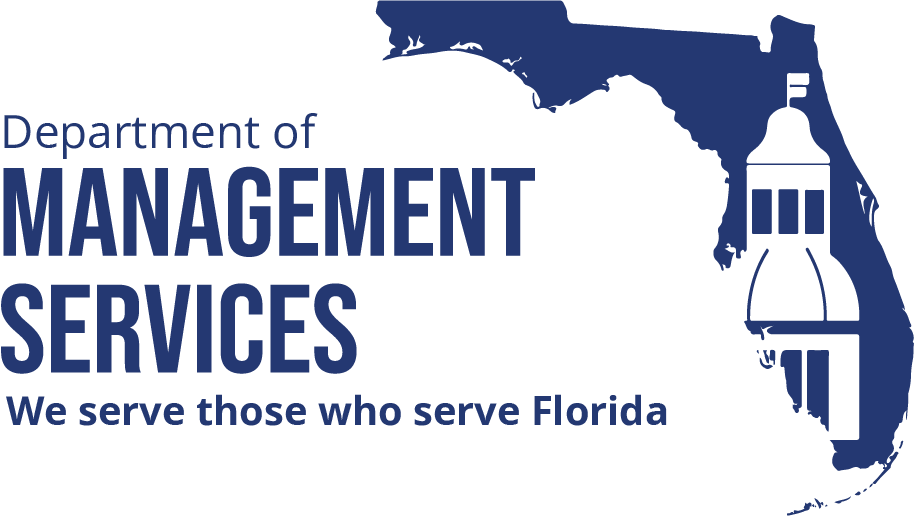 Department of
MANAGEMENT
SERVICES
We serve those who serve Florida